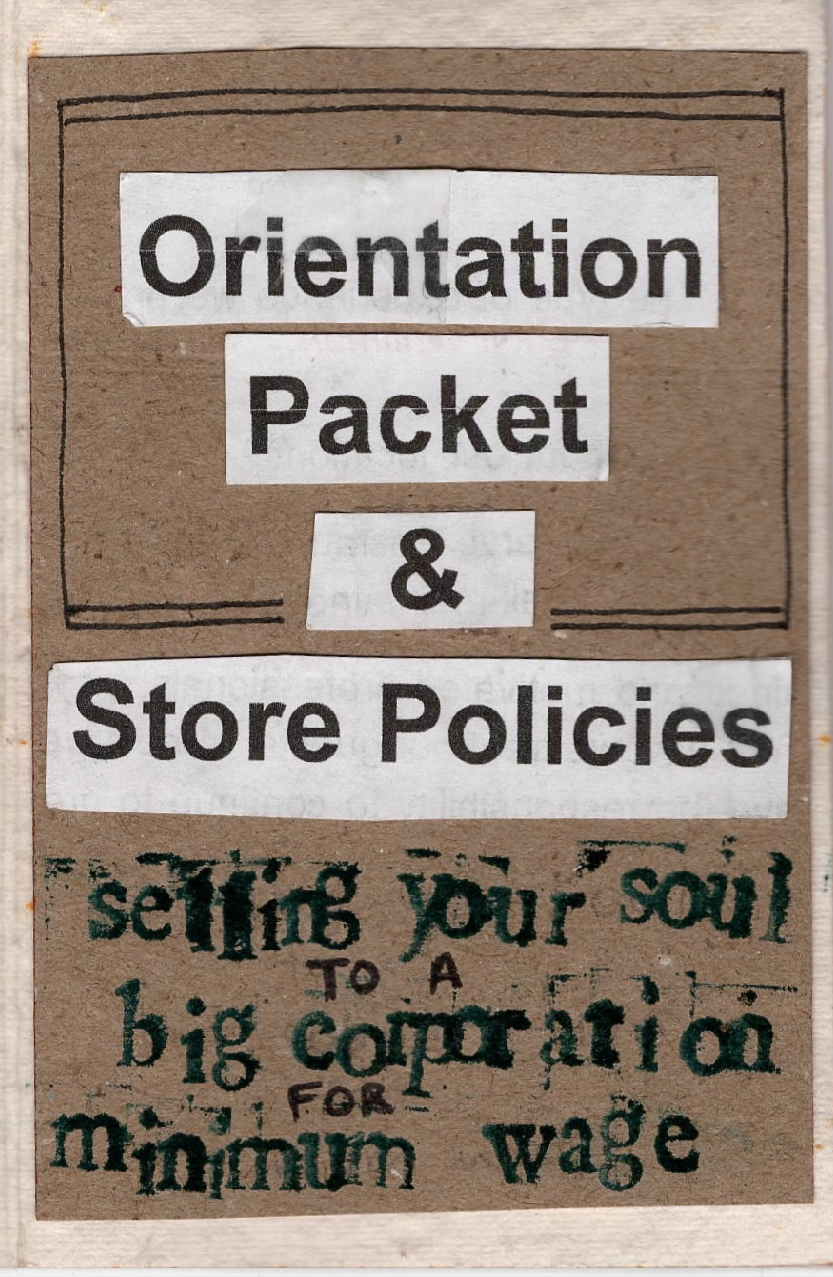 Orientation
Packet
&
Store Policies
selling your soul
TO A
big corporation
FOR
minimum wage